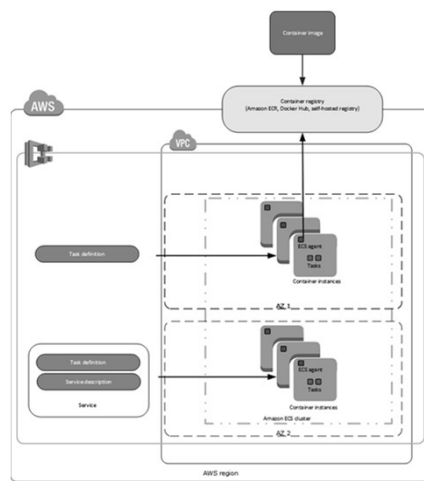 Container image
Container registry
(Amazon ECR, Docker Hub, self-hosted registry)
AWS
VPC
ECS agent
Tasks
Task definition
Container instances
AZ 1
ECS agent
Tasks
Task definition
Service description
Container instances
Service
Amazon ECS cluster
AZ 2
AWS region